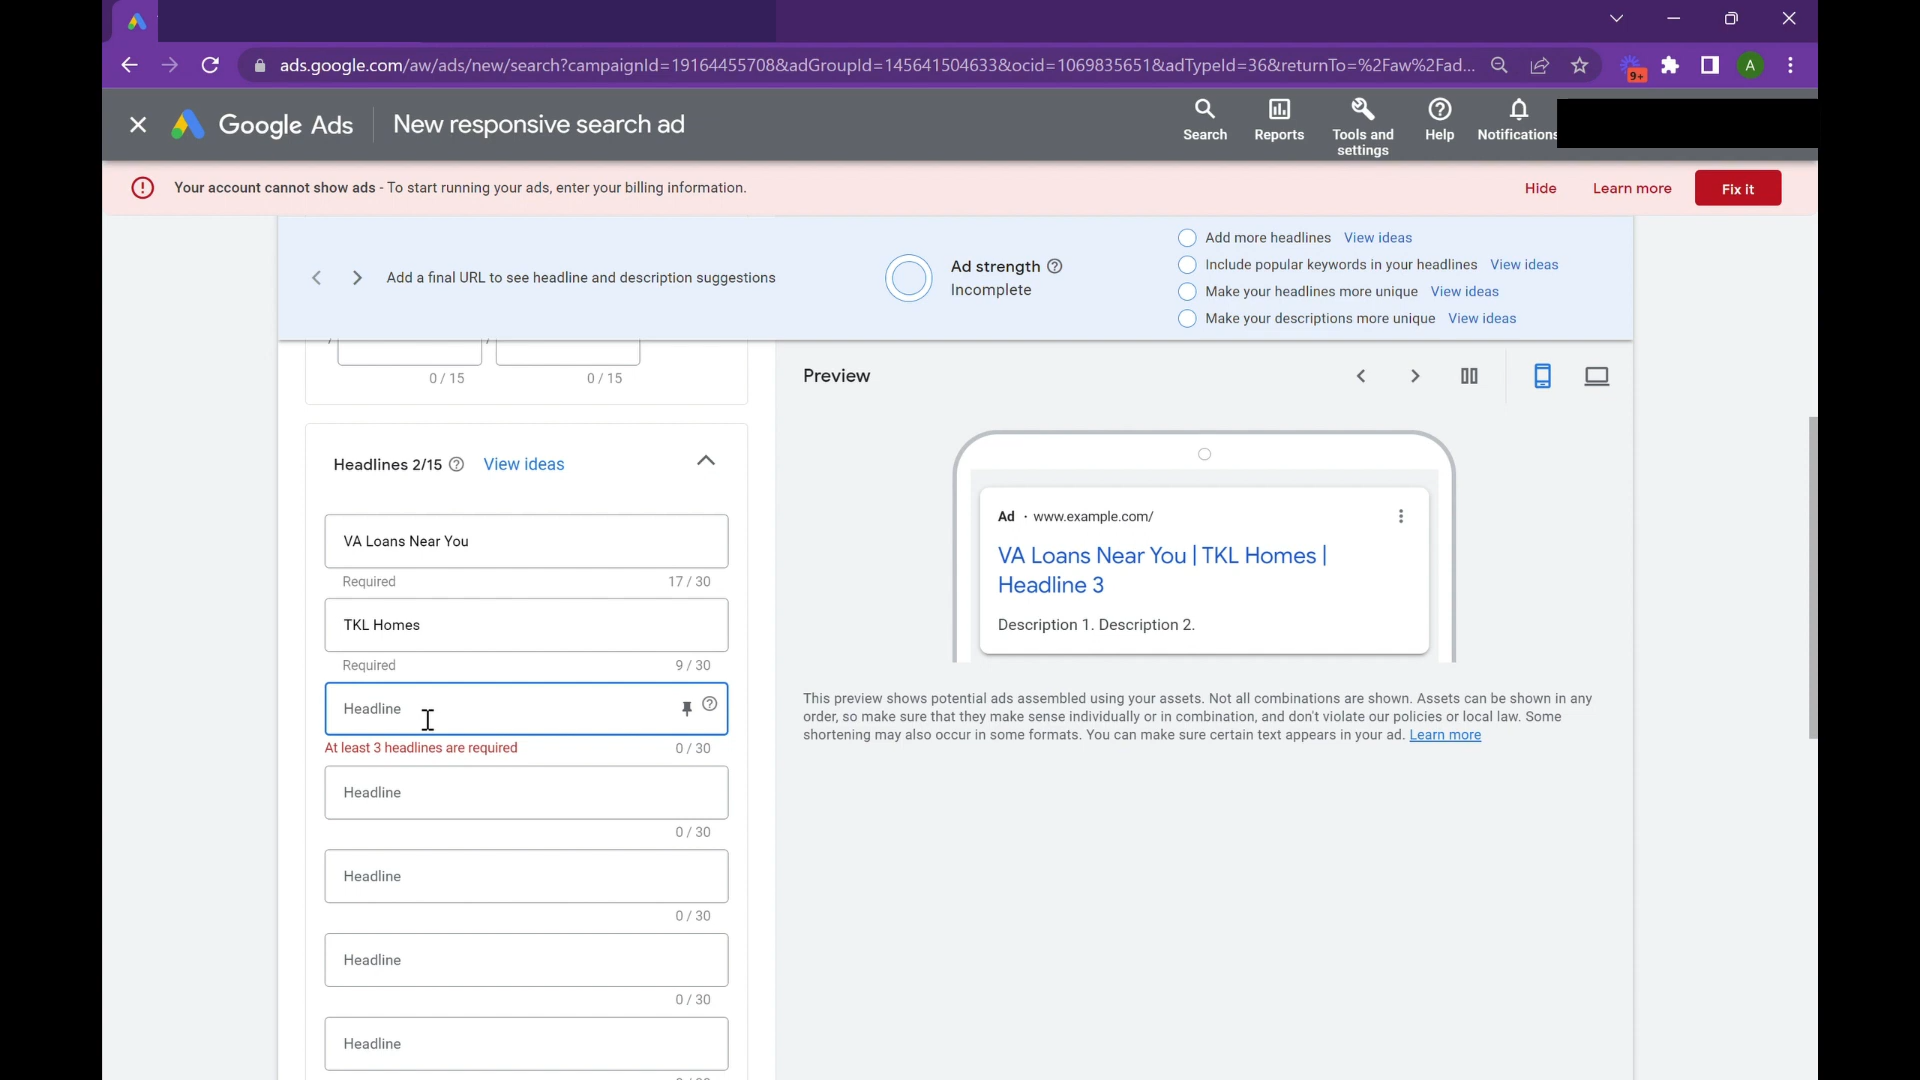 ads.google.com/aw/ads/new/search?campaignId=19164455708&adGroupId=145641504633&ocid=1069835651&adTypeId=36&returnTo=%2Faw%2Fad...
9+
A
Google Ads
New responsive search ad
Search
Reports
Tools and
settings
Help
Notifications
Your account cannot show ads - To start running your ads, enter your billing information.
Hide
Learn more
Fix it
Add a final URL to see headline and description suggestions
Ad strength
Incomplete
Add more headlines View ideas
Include popular keywords in your headlines View ideas
Make your headlines more unique View ideas
Make your descriptions more unique View ideas
0 / 15
0 / 15
Headlines 2/15
View ideas
VA Loans Near You
Required
17 / 30
TKL Homes
Required
9 / 30
Headline
At least 3 headlines are required
0 / 30
Headline
0 / 30
Headline
0 / 30
Headline
0 / 30
Headline
Preview
Ad · www.example.com/
VA Loans Near You | TKL Homes |
Headline 3
Description 1. Description 2.
This preview shows potential ads assembled using your assets. Not all combinations are shown. Assets can be shown in any
order, so make sure that they make sense individually or in combination, and don't violate our policies or local law. Some
shortening may also occur in some formats. You can make sure certain text appears in your ad. Learn more